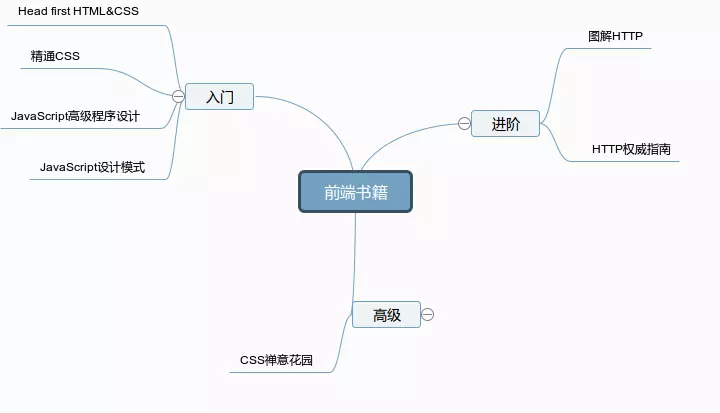 前端书籍
入门
Head first HTML&CSS
精通CSS
JavaScript高级程序设计
JavaScript设计模式
进阶
图解HTTP
HTTP权威指南
高级
CSS禅意花园